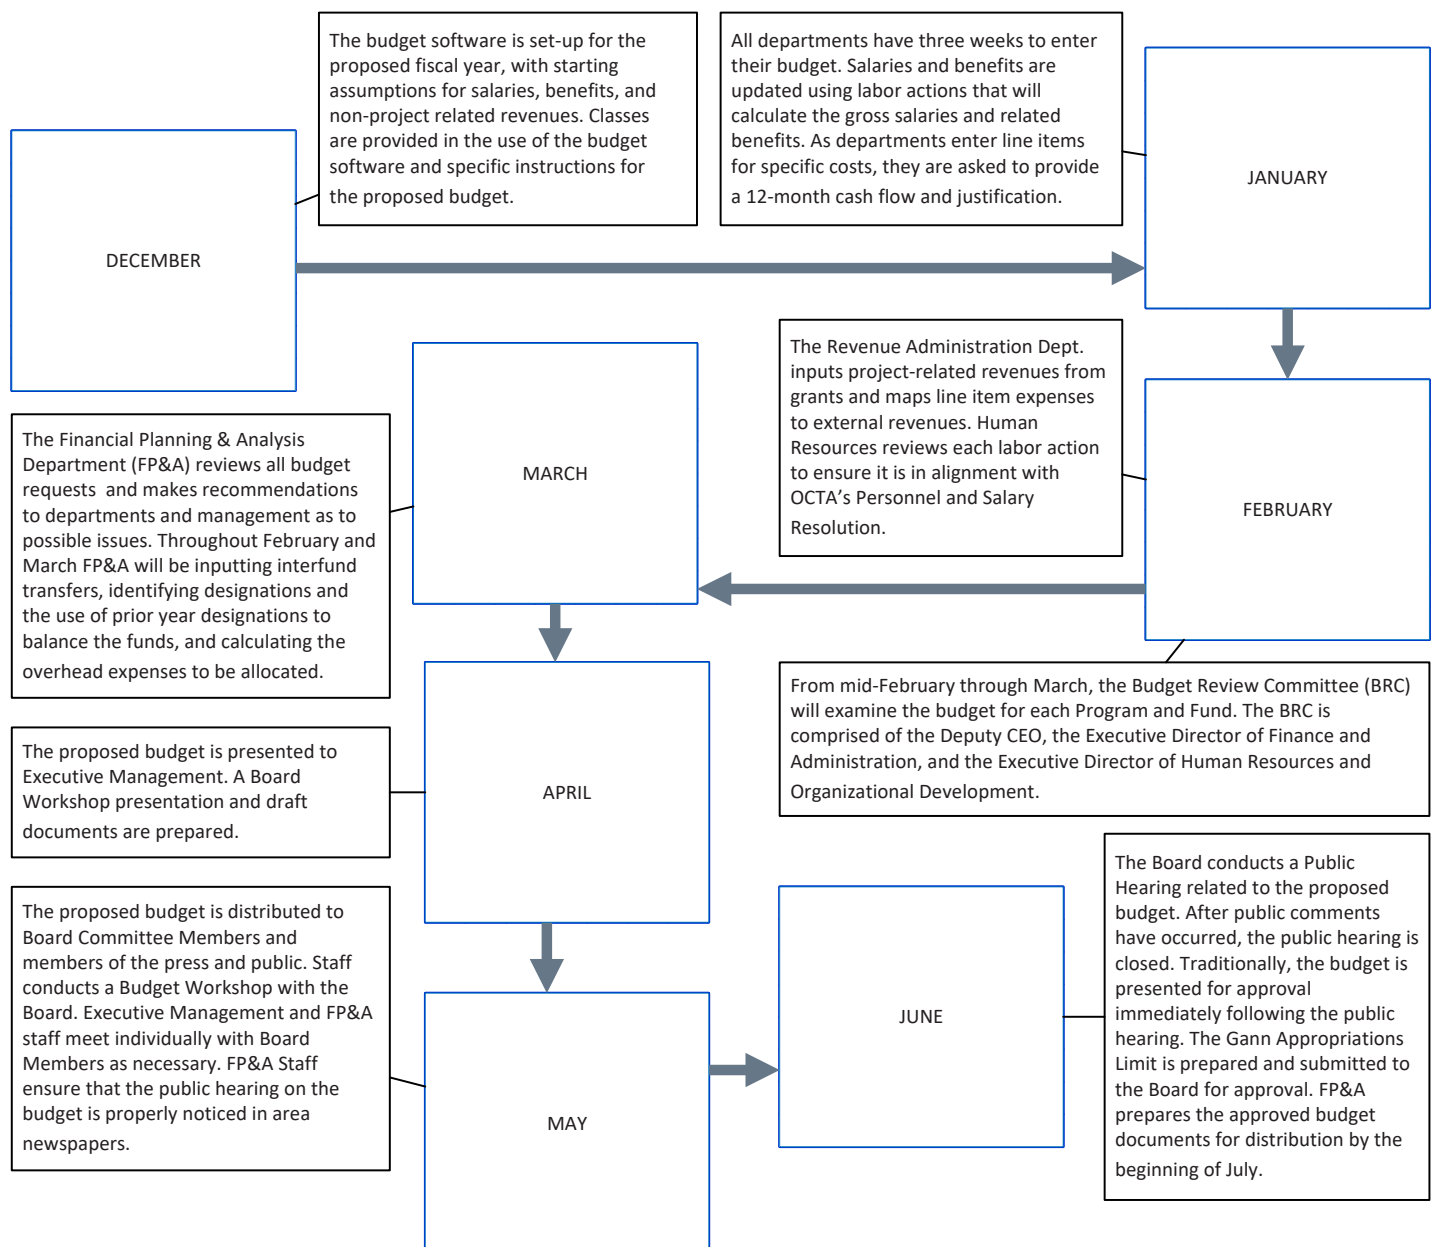 The budget software is set-up for the
proposed fiscal year, with starting
assumptions for salaries, benefits, and
non-project related revenues. Classes
are provided in the use of the budget
software and specific instructions for
the proposed budget.
All departments have three weeks to enter
their budget. Salaries and benefits are
updated using labor actions that will
calculate the gross salaries and related
benefits. As departments enter line items
for specific costs, they are asked to provide
a 12-month cash flow and justification.
DECEMBER
JANUARY
The Revenue Administration Dept.
inputs project-related revenues from
grants and maps line item expenses
to external revenues. Human
Resources reviews each labor action
to ensure it is in alignment with
OCTA’s Personnel and Salary
Resolution.
FEBRUARY
From mid-February through March, the Budget Review Committee (BRC)
will examine the budget for each Program and Fund. The BRC is
comprised of the Deputy CEO, the Executive Director of Finance and
Administration, and the Executive Director of Human Resources and
Organizational Development.
MARCH
The Financial Planning & Analysis
Department (FP&A) reviews all budget
requests  and makes recommendations
to departments and management as to
possible issues. Throughout February and
March FP&A will be inputting interfund
transfers, identifying designations and
the use of prior year designations to
balance the funds, and calculating the
overhead expenses to be allocated.
The proposed budget is presented to
Executive Management. A Board
Workshop presentation and draft
documents are prepared.
APRIL
The proposed budget is distributed to
Board Committee Members and
members of the press and public. Staff
conducts a Budget Workshop with the
Board. Executive Management and FP&A
staff meet individually with Board
Members as necessary. FP&A Staff
ensure that the public hearing on the
budget is properly noticed in area
newspapers.
MAY
JUNE
The Board conducts a Public
Hearing related to the proposed
budget. After public comments
have occurred, the public hearing is
closed. Traditionally, the budget is
presented for approval
immediately following the public
hearing. The Gann Appropriations
Limit is prepared and submitted to
the Board for approval. FP&A
prepares the approved budget
documents for distribution by the
beginning of July.